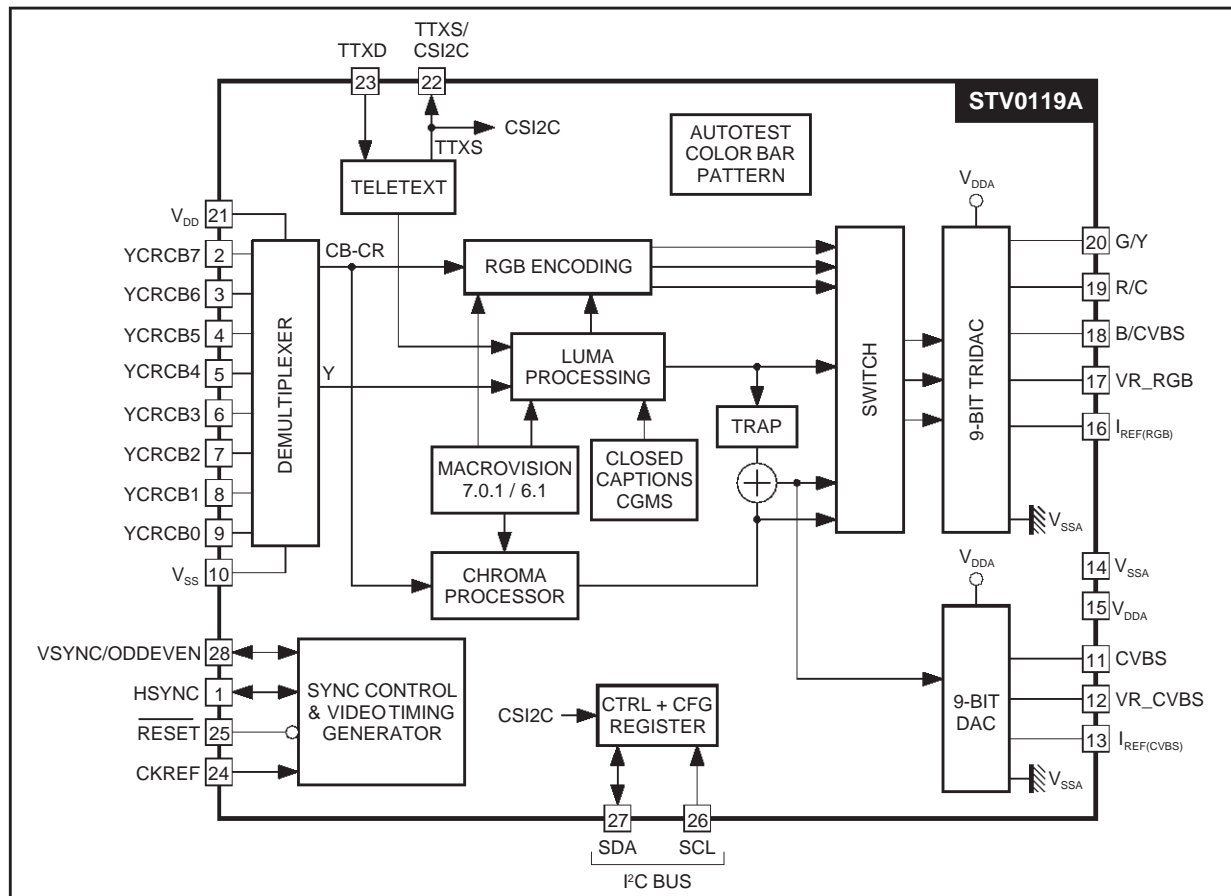 TTXD
TTXS/
CSI2C
23
22
STV0119A
CSI2C
TTXS
TELETEXT
AUTOTEST
COLOR BAR
PATTERN
VDDA
VDD
21
YCRCB7
2
YCRCB6
3
YCRCB5
4
YCRCB4
5
YCRCB3
6
YCRCB2
7
YCRCB1
8
YCRCB0
9
VSS
10
DEMULTIPLEXER
CB-CR
Y
RGB ENCODING
LUMA
PROCESSING
TRAP
MACROVISION
7.0.1 / 6.1
CLOSED
CAPTIONS
CGMS
CHROMA
PROCESSOR
SWITCH
9-BIT TRIDAC
20
G/Y
19
R/C
18
B/CVBS
17
VR_RGB
16
IREF(RGB)
VSSA
14
VSSA
15
VDDA
VDDA
9-BIT
DAC
11
CVBS
12
VR_CVBS
13
IREF(CVBS)
VSSA
VSYNC/ODDEVEN
28
HSYNC
1
RESET
25
CKREF
24
SYNC CONTROL
& VIDEO TIMING
GENERATOR
CSI2C
CTRL + CFG
REGISTER
27
26
SDA
SCL
I²C BUS